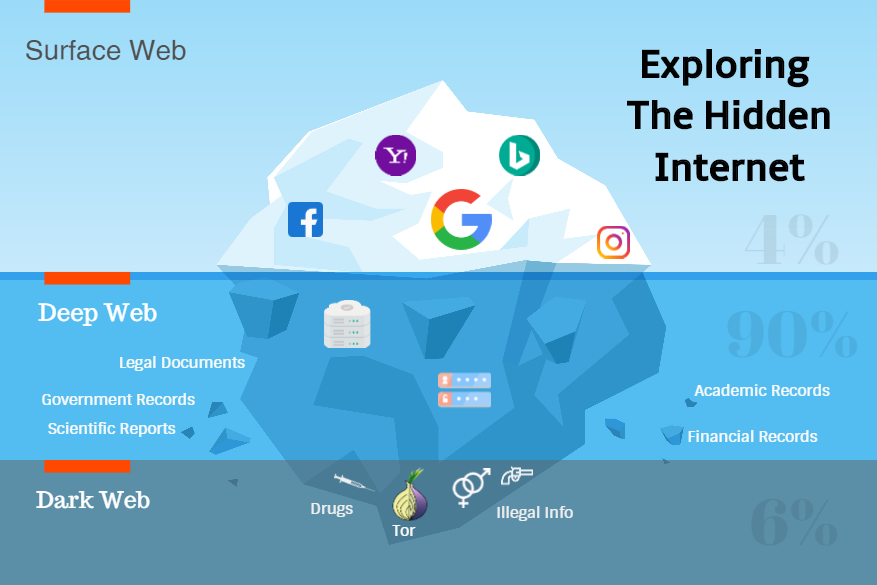 Surface Web
Exploring
The Hidden
Internet
Y!
4%
Deep Web
90%
Legal Documents
Government Records
Scientific Reports
Academic Records
Financial Records
Dark Web
Drugs
Tor
Illegal Info
6%